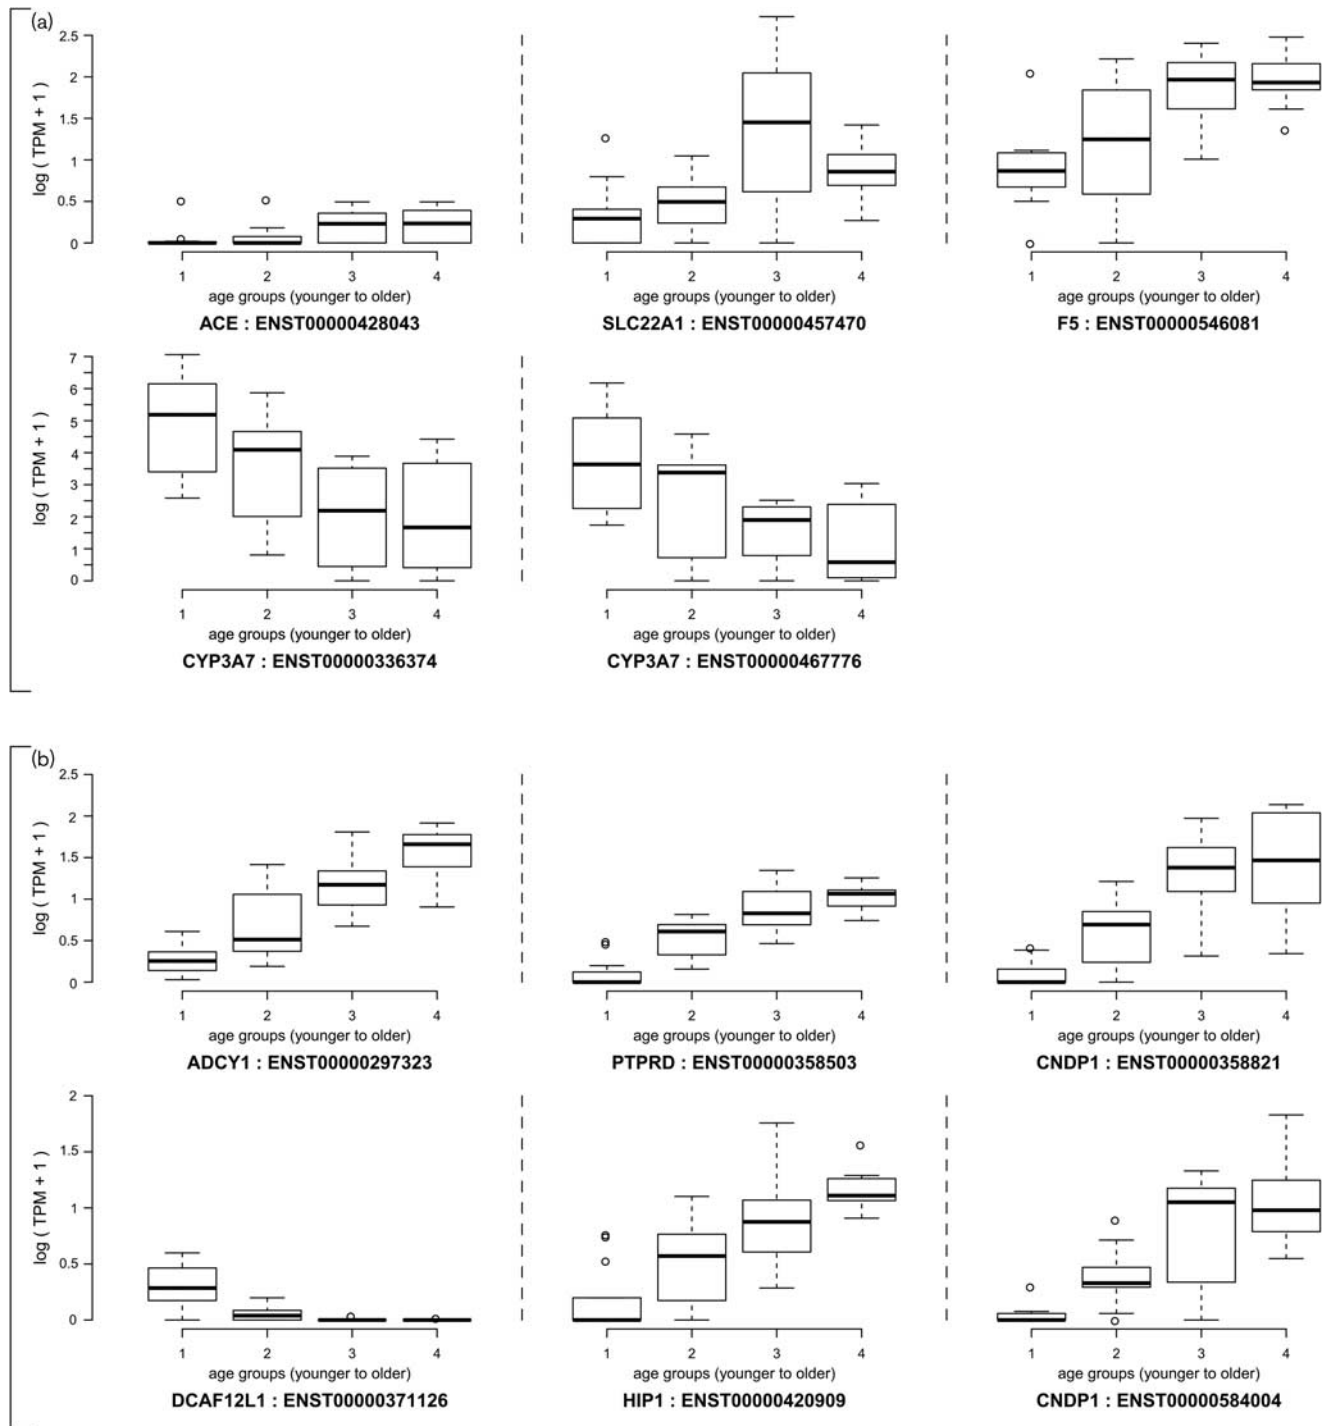 (a)
2.5
2
1.5
1
0.5
0
log ( TPM + 1 )
1 2 3 4
age groups (younger to older)
ACE : ENST00000428043
1 2 3 4
age groups (younger to older)
SLC22A1 : ENST00000457470
1 2 3 4
age groups (younger to older)
F5 : ENST00000546081
7
6
5
4
3
2
1
0
log ( TPM + 1 )
1 2 3 4
age groups (younger to older)
CYP3A7 : ENST00000336374
1 2 3 4
age groups (younger to older)
CYP3A7 : ENST00000467776
(b)
2.5
2
1.5
1
0.5
0
log ( TPM + 1 )
1 2 3 4
age groups (younger to older)
ADCY1 : ENST00000297323
1 2 3 4
age groups (younger to older)
PTPRD : ENST00000358503
1 2 3 4
age groups (younger to older)
CNDP1 : ENST00000358821
2
1.5
1
0.5
0
log ( TPM + 1 )
1 2 3 4
age groups (younger to older)
DCAF12L1 : ENST00000371126
1 2 3 4
age groups (younger to older)
HIP1 : ENST00000420909
1 2 3 4
age groups (younger to older)
CNDP1 : ENST00000584004